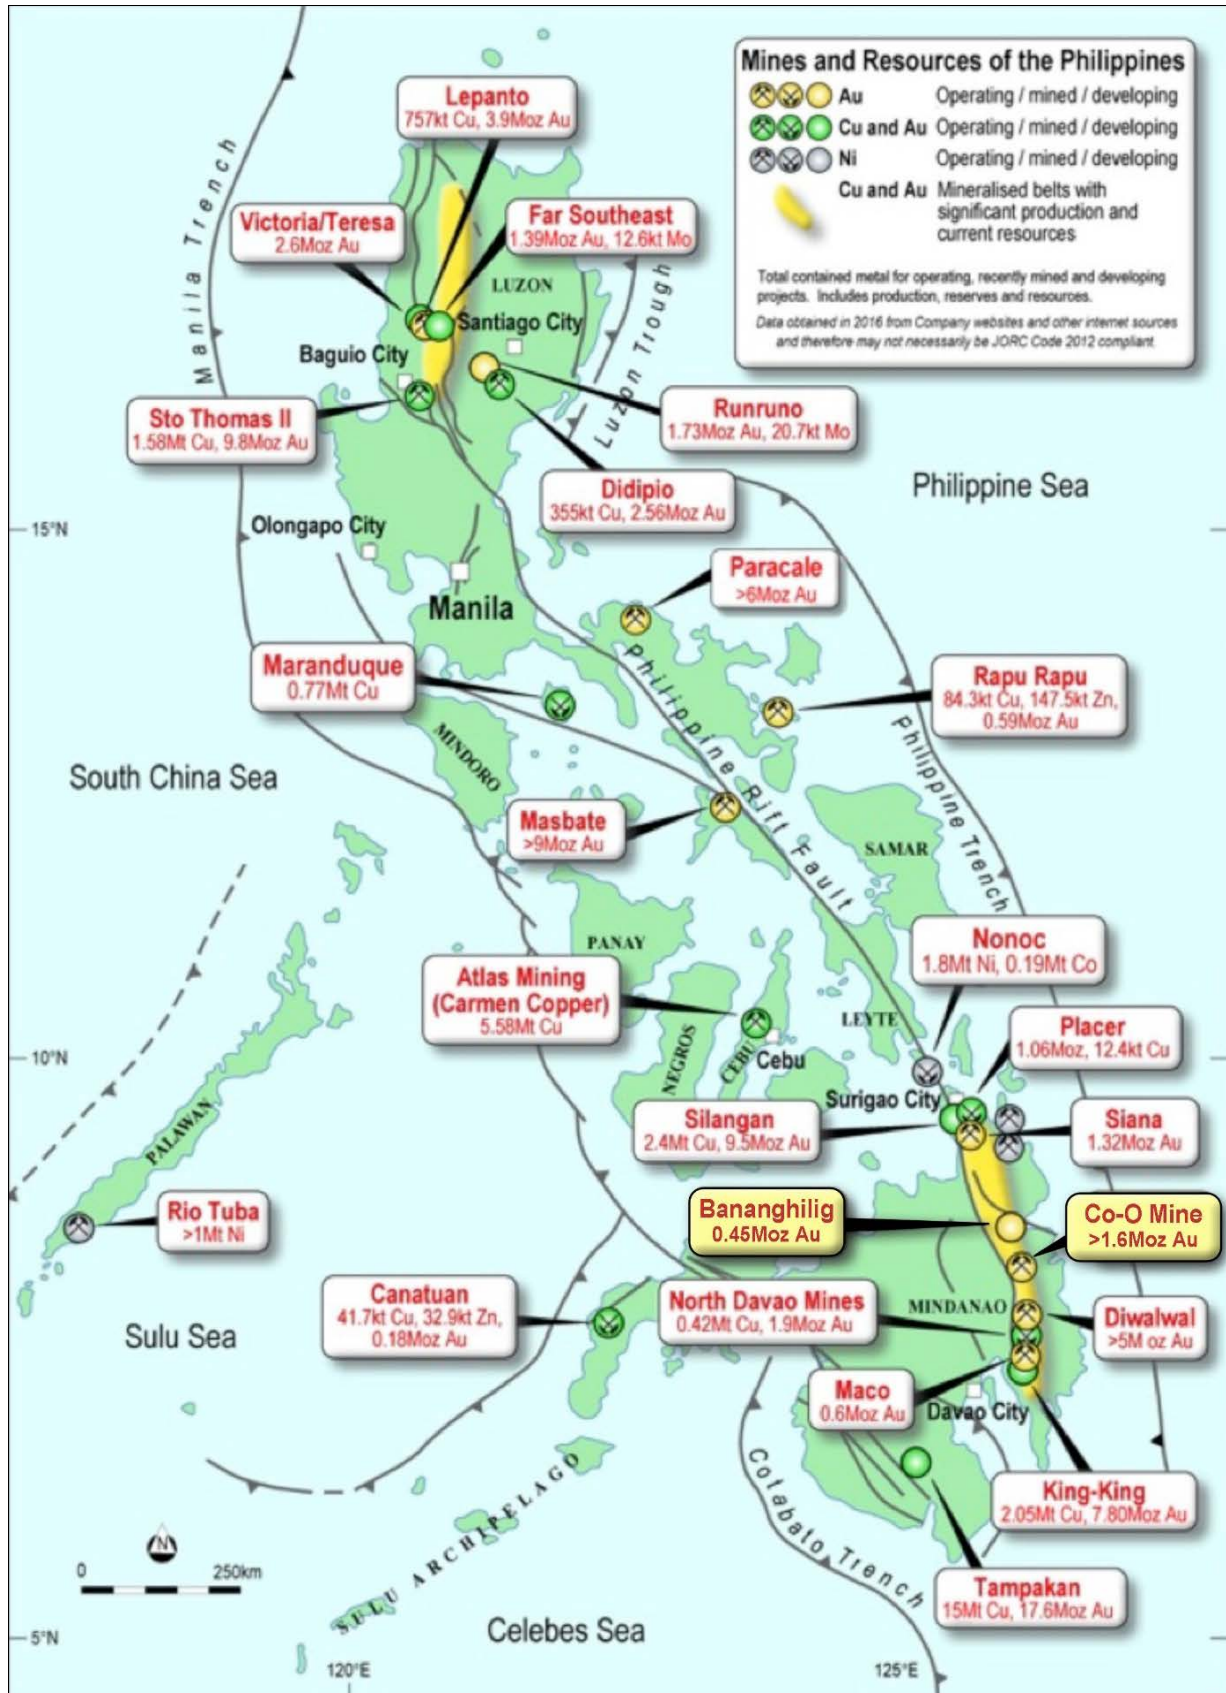 Mines and Resources of the Philippines
Au Operating / mined / developing
Cu and Au Operating / mined / developing
Ni Operating / mined / developing
Cu and Au Mineralised belts with
significant production and
current resources
Total contained metal for operating, recently mined and developing
projects. Includes production, reserves and resources.
Data obtained in 2016 from Company websites and other internet sources
and therefore may not necessarily be JORC Code 2012 compliant.
Lepanto
757kt Cu, 3.9Moz Au
Manila Trench
Victoria/Teresa
2.6Moz Au
Far Southeast
1.39Moz Au, 12.6kt Mo
LUZON
Santiago City
Luzon Trough
Baguio City
Sto Thomas II
1.58Mt Cu, 9.8Moz Au
Runruno
1.73Moz Au, 20.7kt Mo
Didipio
355kt Cu, 2.56Moz Au
Philippine Sea
15°N
Olongapo City
Paracale
>6Moz Au
Manila
Maranduque
0.77Mt Cu
Rapu Rapu
84.3kt Cu, 147.5kt Zn,
0.59Moz Au
Philippine Rift Fault
Philippine Trench
MINDORO
South China Sea
Masbate
>9Moz Au
SAMAR
PANAY
Nonoc
1.8Mt Ni, 0.19Mt Co
Atlas Mining
(Carmen Copper)
5.58Mt Cu
LEYTE
Placer
1.06Moz, 12.4kt Cu
10°N
NEGROS
CEBU
Cebu
Surigao City
PALAWAN
Silangan
2.4Mt Cu, 9.5Moz Au
Siana
1.32Moz Au
Rio Tuba
>1Mt Ni
Bananghilig
0.45Moz Au
Co-O Mine
>1.6Moz Au
Canatuan
41.7kt Cu, 32.9kt Zn,
0.18Moz Au
North Davao Mines
0.42Mt Cu, 1.9Moz Au
MINDANAO
Diwalwal
>5M oz Au
Sulu Sea
Maco
0.6Moz Au
Davao City
King-King
2.05Mt Cu, 7.80Moz Au
Cotabato Trench
SULU ARCHIPELAGO
N
0 250km
Tampakan
15Mt Cu, 17.6Moz Au
Celebes Sea
5°N
120°E
125°E